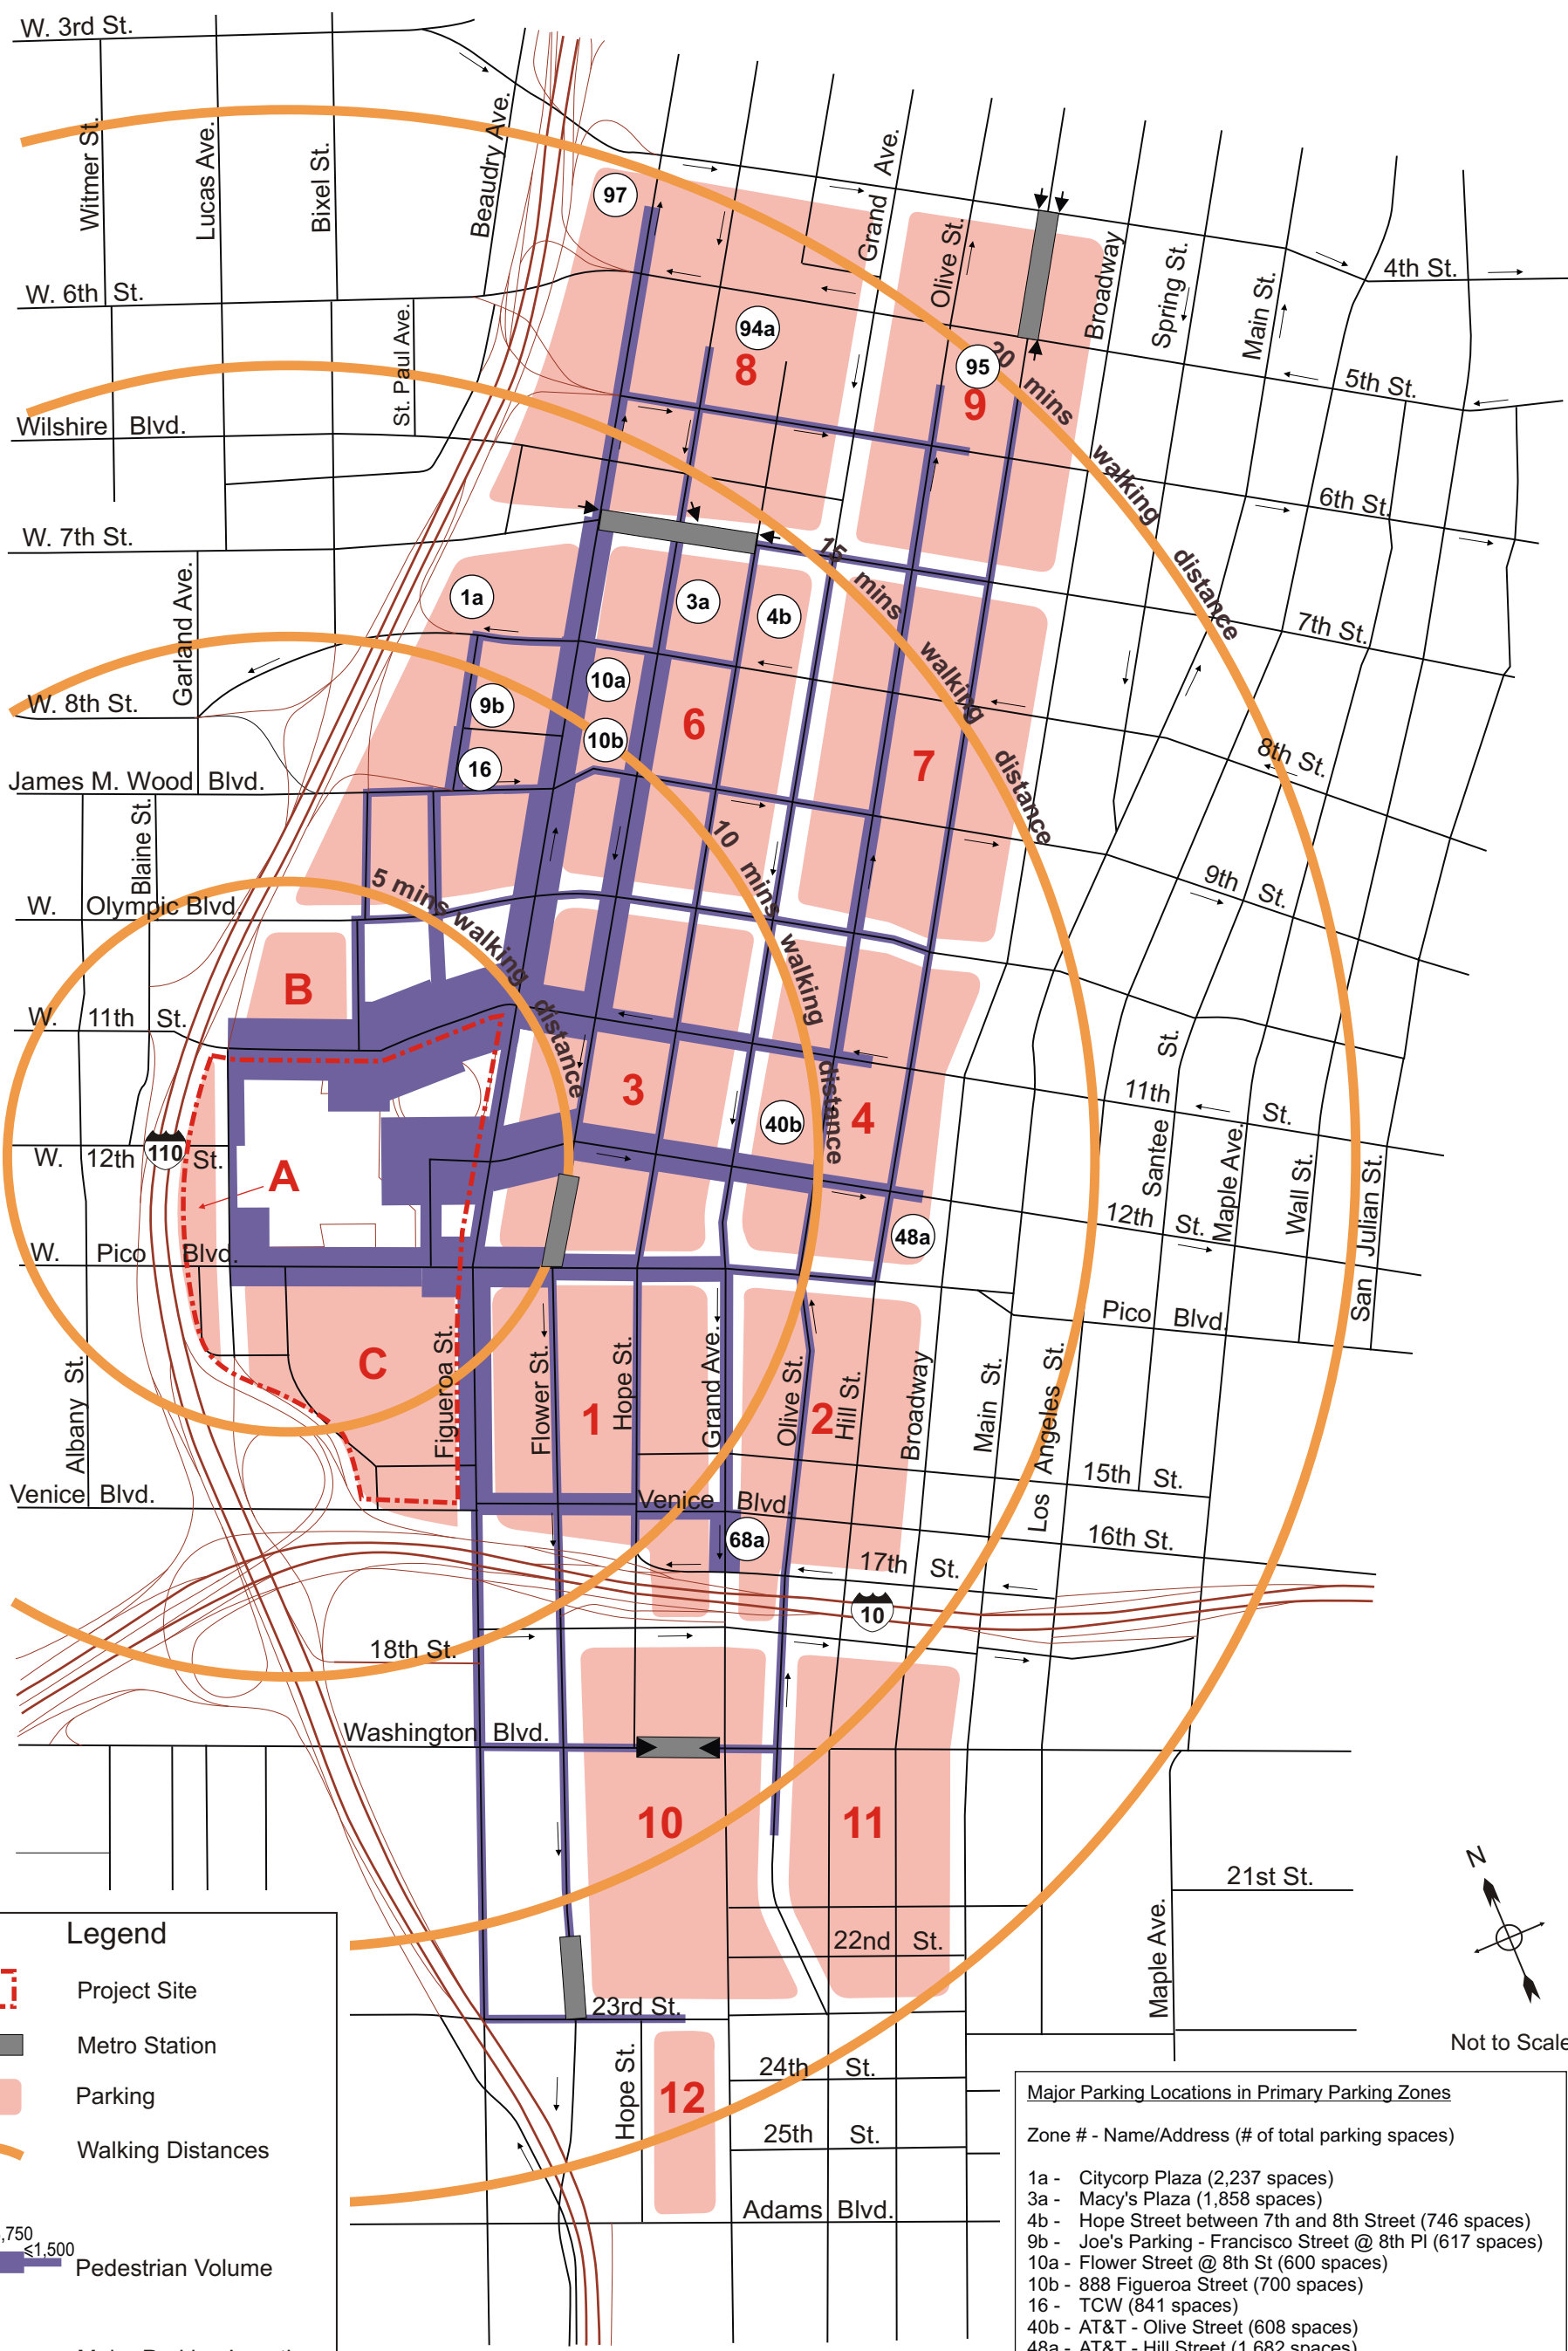 W. 3rd St.
Witmer St.
Lucas Ave.
Bixel St.
Beaudry Ave.
Grand Ave.
Olive St.
Broadway
Spring St.
Main St.
4th St.
W. 6th St.
St. Paul Ave.
97
94a
8
95
9
20 mins walking distance
5th St.
Wilshire Blvd.
6th St.
W. 7th St.
Garland Ave.
1a
3a
4b
15 mins walking distance
7th St.
W. 8th St.
9b
10a
10b
6
7
16
8th St.
James M. Wood Blvd.
Blaine St.
10 mins walking distance
9th St.
W. Olympic Blvd.
5 mins walking distance
B
W. 11th St.
3
40b
4
11th St.
Santee St.
Maple Ave.
Wall St.
San Julian St.
W. 12th St.
110
A
48a
12th St.
W. Pico Blvd.
Pico Blvd.
Albany St.
C
Figueroa St.
Flower St.
1
Hope St.
Grand Ave.
Olive St.
2
Hill St.
Broadway
Main St.
Los Angeles St.
15th St.
Venice Blvd.
Venice Blvd.
68a
16th St.
17th St.
10
18th St.
Washington Blvd.
10
11
21st St.
22nd St.
Maple Ave.
N
Not to Scale
23rd St.
Hope St.
12
24th St.
25th St.
Adams Blvd.
Legend
Project Site
Metro Station
Parking
Walking Distances
,750
≤1,500
Pedestrian Volume
Major Parking Locations in Primary Parking Zones
Zone # - Name/Address (# of total parking spaces)
1a - Citycorp Plaza (2,237 spaces)
3a - Macy's Plaza (1,858 spaces)
4b - Hope Street between 7th and 8th Street (746 spaces)
9b - Joe's Parking - Francisco Street @ 8th Pl (617 spaces)
10a - Flower Street @ 8th St (600 spaces)
10b - 888 Figueroa Street (700 spaces)
16 - TCW (841 spaces)
40b - AT&T - Olive Street (608 spaces)
48a - AT&T - Hill Street (1,682 spaces)